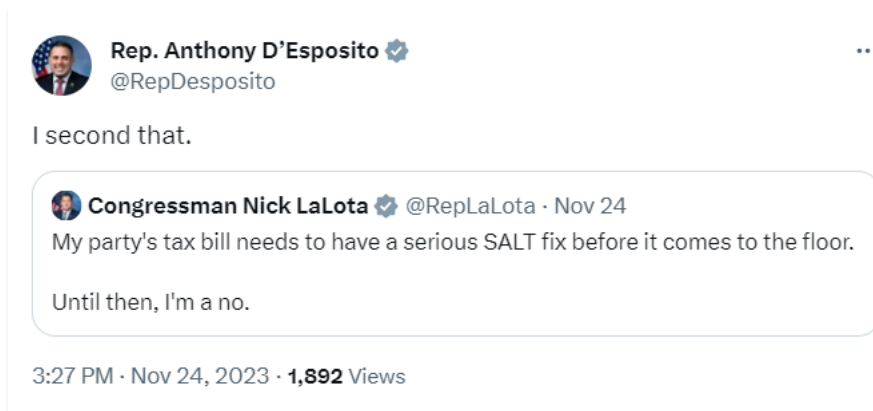 Rep. Anthony D’Esposito
@RepDesposito
I second that.
Congressman Nick LaLota @RepLaLota · Nov 24
My party's tax bill needs to have a serious SALT fix before it comes to the floor.
Until then, I'm a no.
3:27 PM · Nov 24, 2023 · 1,892 Views